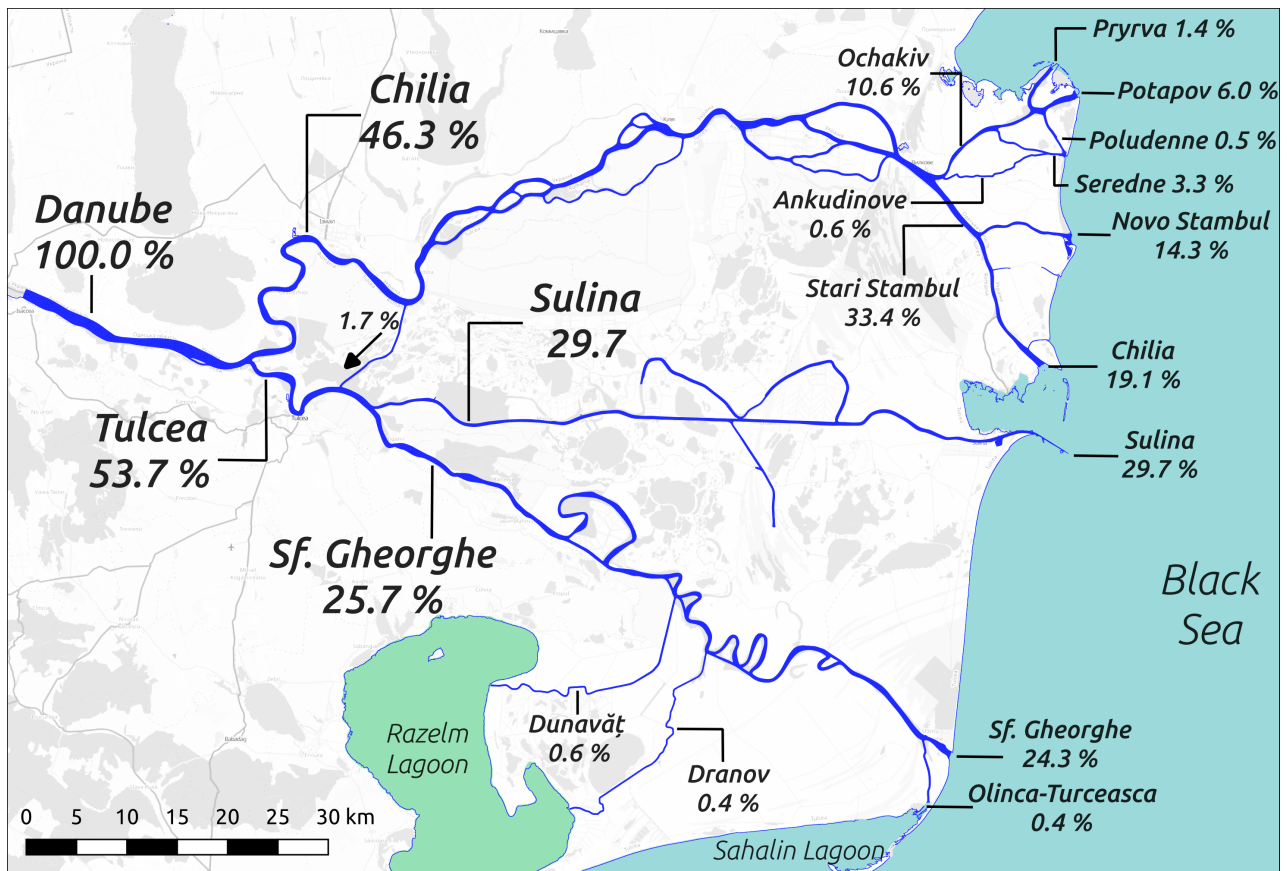 Pryrva 1.4 %
Ochakiv
10.6 %
Potapov 6.0 %
Chilia
46.3 %
Poludenne 0.5 %
Seredne 3.3 %
Ankudinove
0.6 %
Danube
100.0 %
Novo Stambul
14.3 %
Stari Stambul
33.4 %
Sulina
29.7
1.7 %
Chilia
19.1 %
Tulcea
53.7 %
Tulcea
Sulina
29.7 %
Sf. Gheorghe
25.7 %
Black
Sea
Razelm
Lagoon
Dunavăț
0.6 %
Sf. Gheorghe
24.3 %
Dranov
0.4 %
Olinca-Turceasca
0.4 %
Babadag
0 5 10 15 20 25 30 km
Sahalin Lagoon